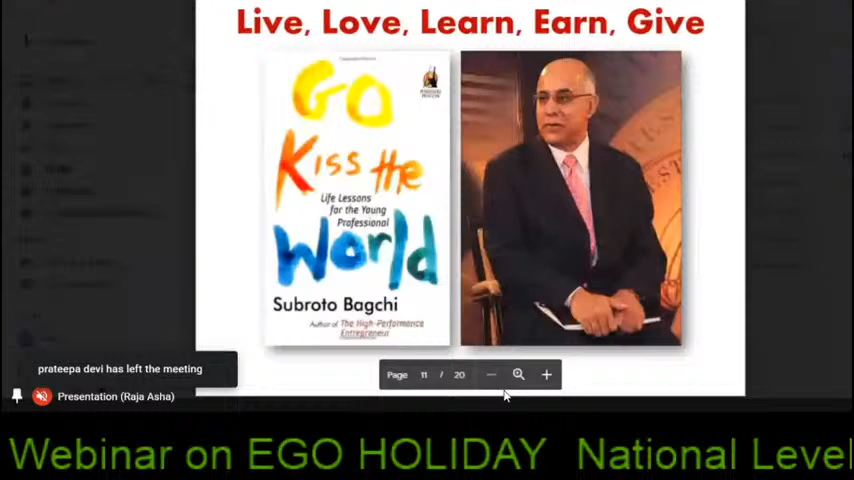 Live, Love, Learn, Earn, Give
GO
Kiss the
Life Lessons
for the Young
Professional
World
Subroto Bagchi
Author of The High-Performance
Entrepreneur
prateepa devi has left the meeting
Page 11 / 20
Presentation (Raja Asha)
Webinar on EGO HOLIDAY National Level